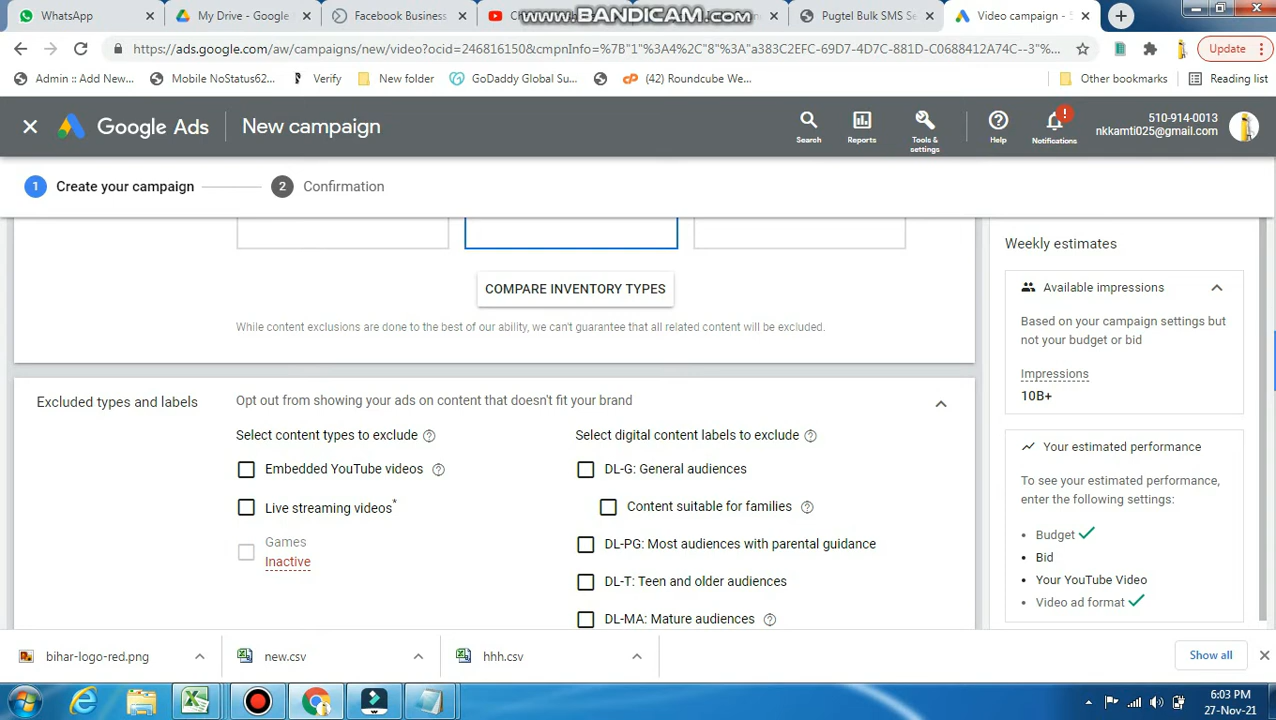 WhatsApp
My Drive - Google
Facebook Business
www.BANDICAM.com
Pugtel Bulk SMS Se
Video campaign -
https://ads.google.com/aw/campaigns/new/video?ocid=248616150&cmpnInfo=%7B"1"%3A4%2C"8"%3A"a383C2EFC-69D7-4D7C-881D-C0688412A74C--3"%...
Update
Admin :: Add New...
Mobile NoStatus62...
Verify
New folder
GoDaddy Global Su...
(42) Roundcube We...
Other bookmarks
Reading list
Google Ads
New campaign
Search
Reports
Tools &
settings
Help
Notifications
510-914-0013
nkkamti025@gmail.com
1 Create your campaign
2 Confirmation
COMPARE INVENTORY TYPES
While content exclusions are done to the best of our ability, we can't guarantee that all related content will be excluded.
Weekly estimates
Available impressions
Based on your campaign settings but
not your budget or bid
Impressions
10B+
Excluded types and labels
Opt out from showing your ads on content that doesn't fit your brand
Select content types to exclude
Embedded YouTube videos
Live streaming videos*
Games
Inactive
Select digital content labels to exclude
DL-G: General audiences
Content suitable for families
DL-PG: Most audiences with parental guidance
DL-T: Teen and older audiences
DL-MA: Mature audiences
Your estimated performance
To see your estimated performance,
enter the following settings:
• Budget
• Bid
• Your YouTube Video
• Video ad format
bihar-logo-red.png
new.csv
hhh.csv
Show all
6:03 PM
27-Nov-21